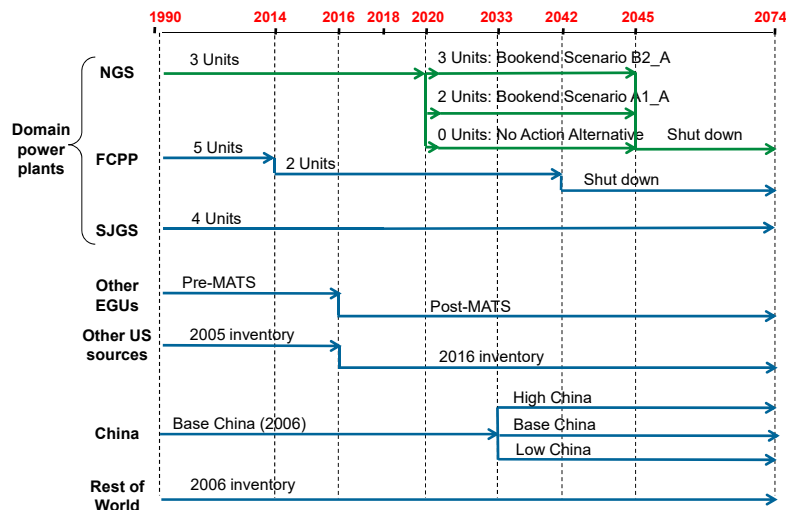 1990 2014 2016 2018 2020 2033 2042 2045 2074
NGS
3 Units
3 Units: Bookend Scenario B2_A
2 Units: Bookend Scenario A1_A
0 Units: No Action Alternative
Shut down
Domain
power
plants
FCPP
5 Units
2 Units
Shut down
SJGS
4 Units
Other
EGUs
Pre-MATS
Post-MATS
Other US
sources
2005 inventory
2016 inventory
China
Base China (2006)
High China
Base China
Low China
Rest of
World
2006 inventory